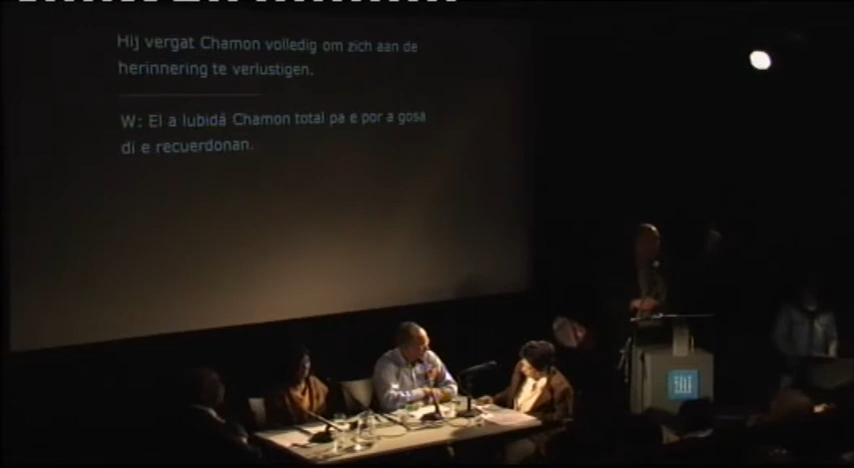 Hij vergat Chamon volledig om zich aan de
herinnering te verlustigen.
W: El a lubidá Chamon total pa e por a gosa
di e recuerdonan.